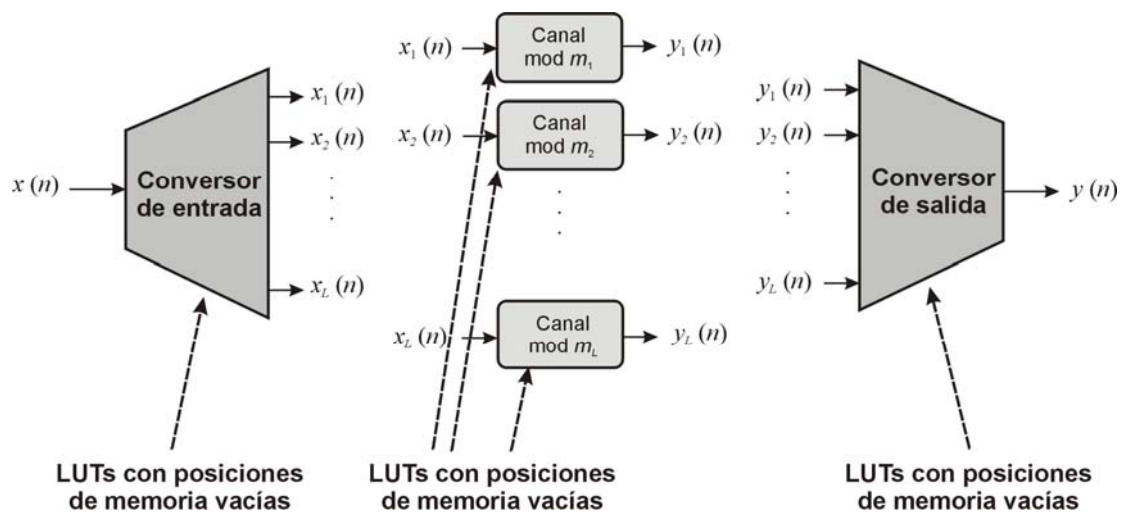 x (n)
Conversor
de entrada
x₁ (n)
x₂ (n)
x_L (n)
x₁ (n)
Canal
mod m₁
y₁ (n)
x₂ (n)
Canal
mod m₂
y₂ (n)
x_L (n)
Canal
mod m_L
y_L (n)
y₁ (n)
y₂ (n)
y_L (n)
Conversor
de salida
y (n)
LUTs con posiciones
de memoria vacías
LUTs con posiciones
de memoria vacías
LUTs con posiciones
de memoria vacías